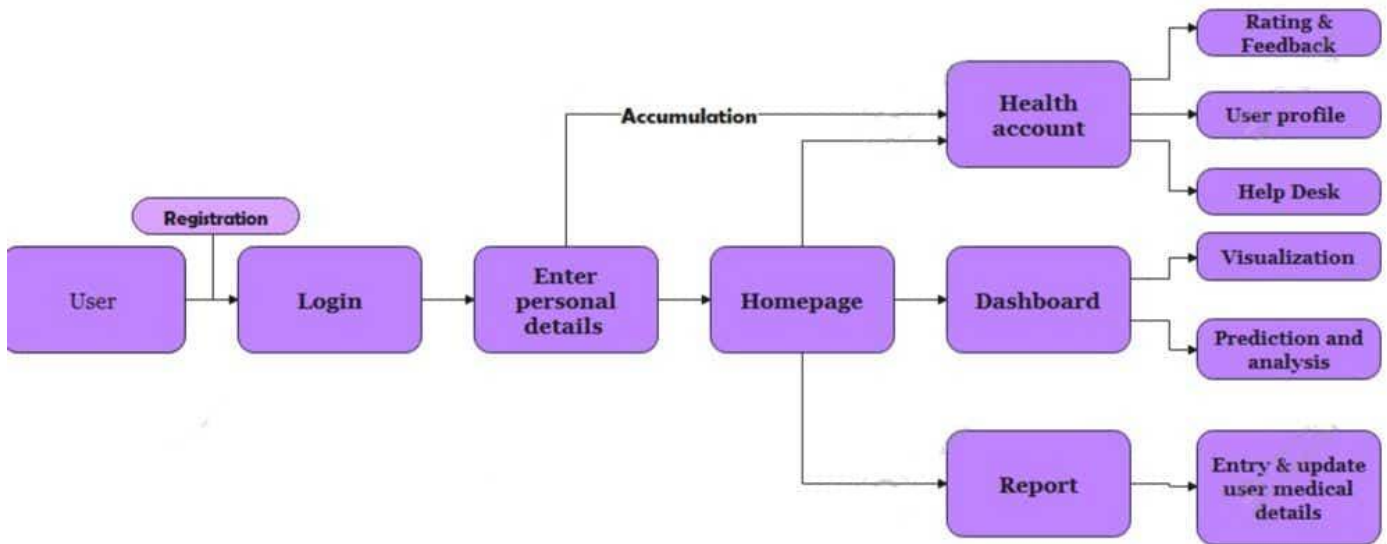 Rating &
Feedback
Health
account
Accumulation
User profile
Help Desk
Registration
User
Login
Enter
personal
details
Homepage
Dashboard
Visualization
Prediction and
analysis
Report
Entry & update
user medical
details